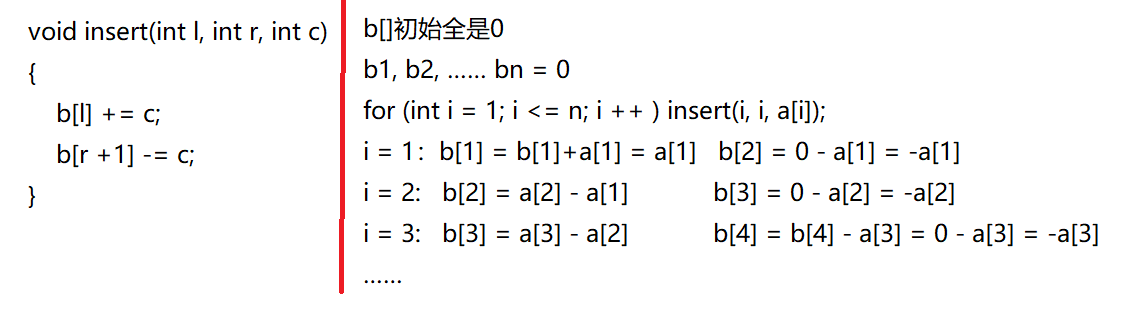 void insert(int l, int r, int c)
{
b[l] += c;
b[r +1] -= c;
}
b[]初始全是0
b1, b2, …… bn = 0
for (int i = 1; i <= n; i ++ ) insert(i, i, a[i]);
i = 1：b[1] = b[1]+a[1] = a[1] b[2] = 0 - a[1] = -a[1]
i = 2: b[2] = a[2] - a[1] b[3] = 0 - a[2] = -a[2]
i = 3: b[3] = a[3] - a[2] b[4] = b[4] - a[3] = 0 - a[3] = -a[3]
……